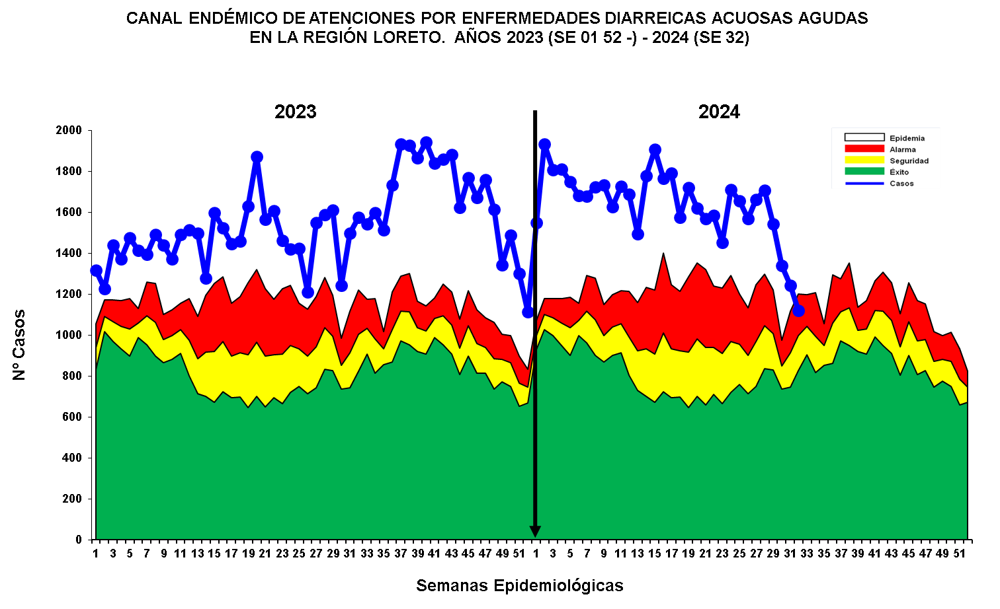 CANAL ENDÉMICO DE ATENCIONES POR ENFERMEDADES DIARREICAS ACUOSAS AGUDAS
EN LA REGIÓN LORETO.  AÑOS 2023 (SE 01 52 -) - 2024 (SE 32)
2023
2024
Epidemia
Alarma
Seguridad
Éxito
Casos
N° Casos
2000
1800
1600
1400
1200
1000
800
600
400
200
0
1 3 5 7 9 11 13 15 17 19 21 23 25 27 29 31 33 35 37 39 41 43 45 47 49 51 1 3 5 7 9 11 13 15 17 19 21 23 25 27 29 31 33 35 37 39 41 43 45 47 49 51
Semanas Epidemiológicas